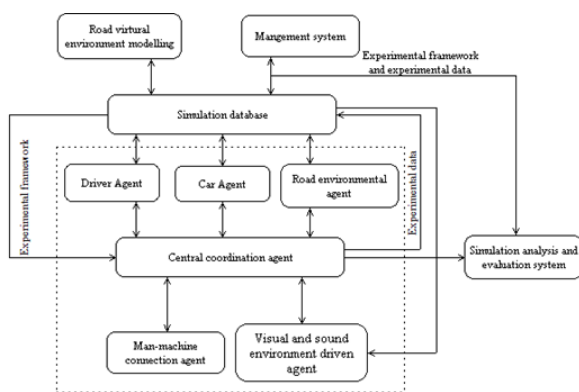 Road virtural
environment modelling
Mangement system
Experimental framework
and experimental data
Simulation database
Experimental framework
Driver Agent
Car Agent
Road environmental
agent
Experimental data
Central coordination agent
Simulation analysis and
evaluation system
Man-machine
connection agent
Visual and sound
environment driven
agent